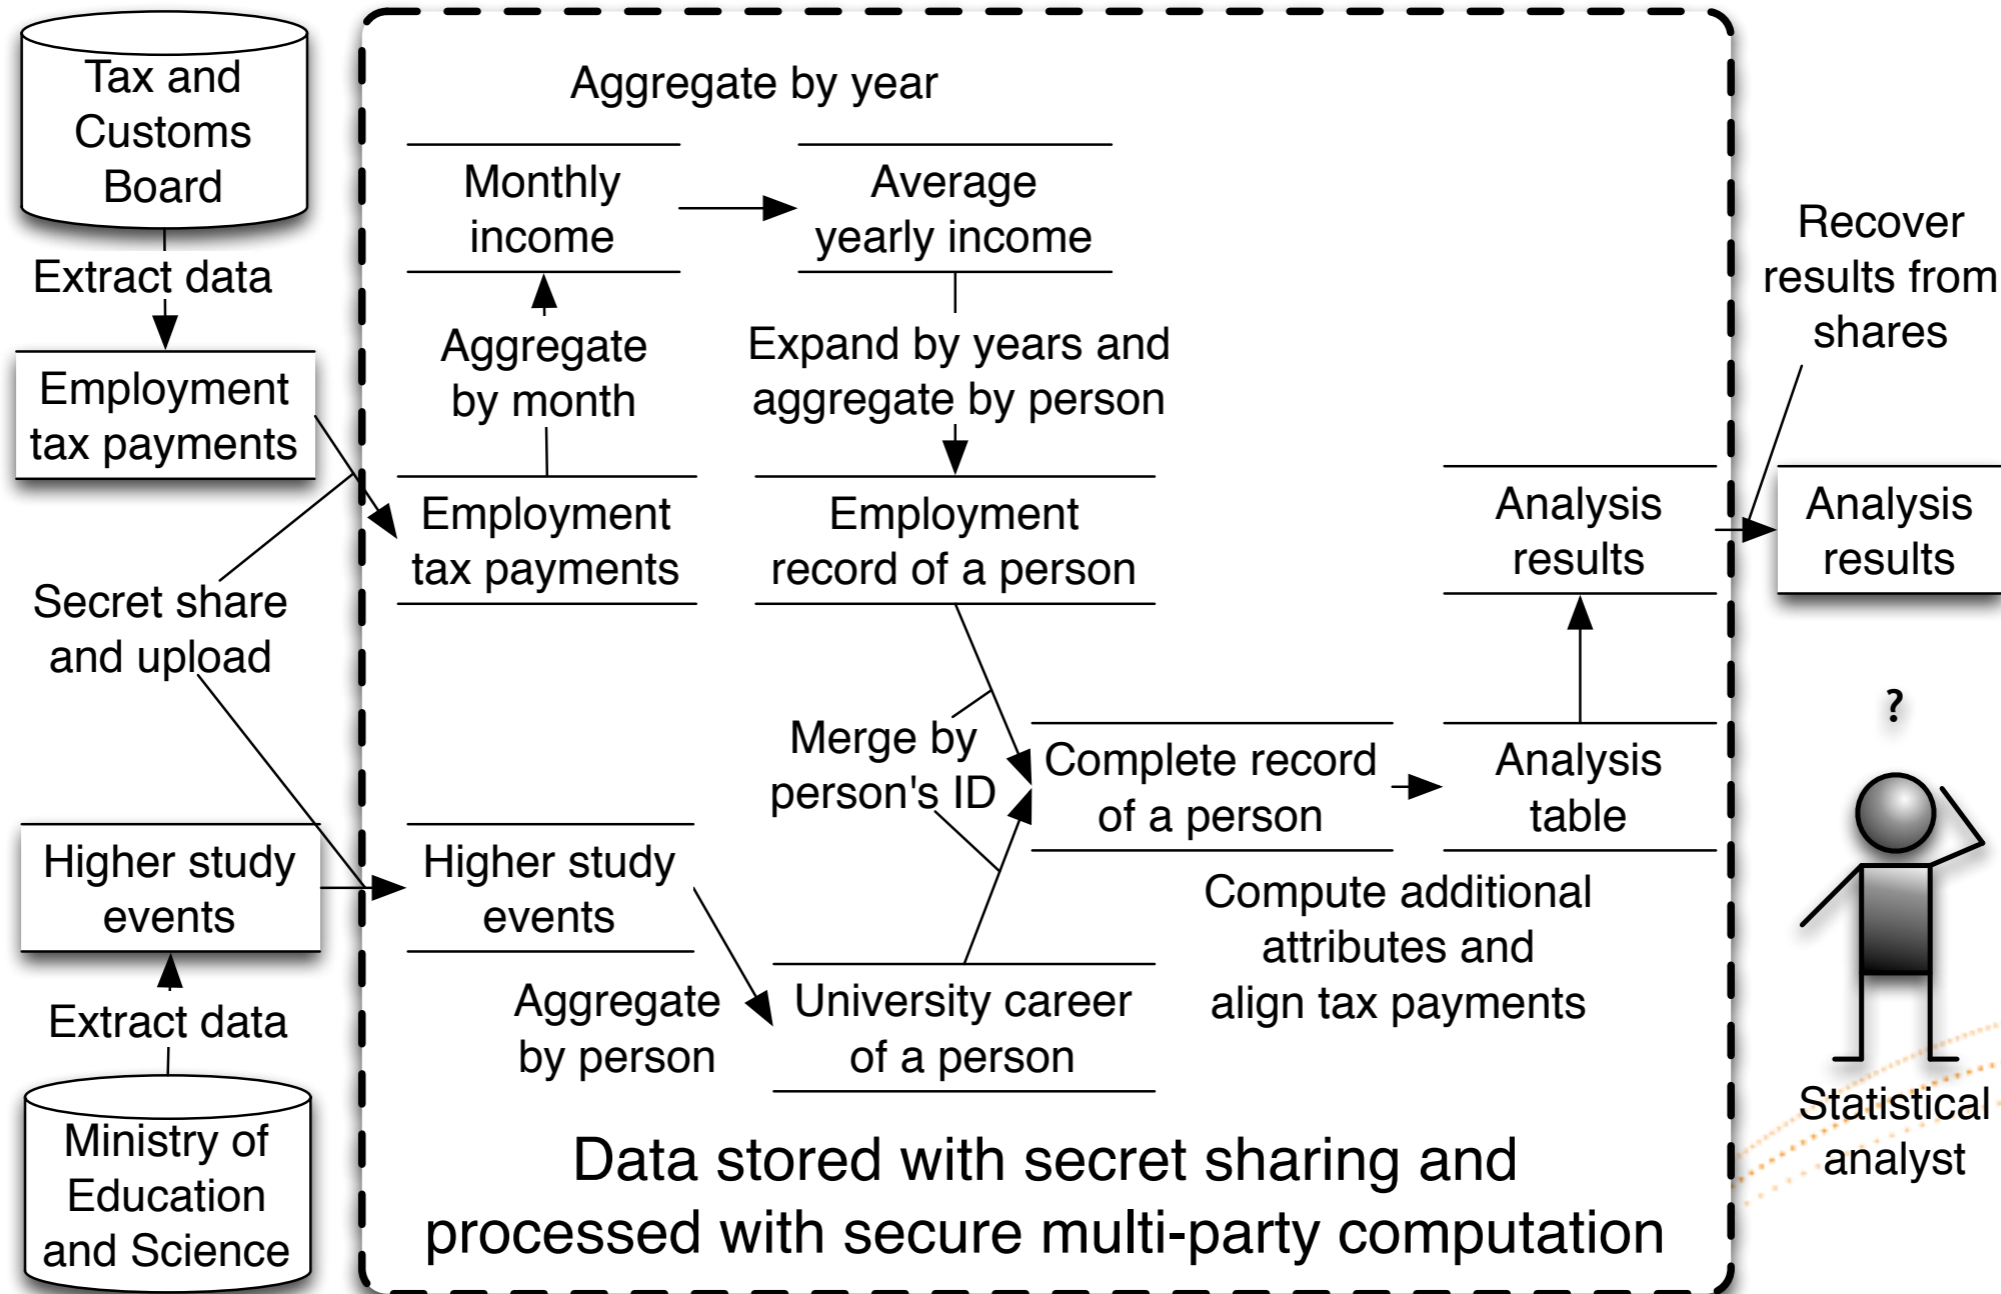 Tax and
Customs
Board
Extract data
Employment
tax payments
Secret share
and upload
Higher study
events
Extract data
Ministry of
Education
and Science
Aggregate by year
Monthly
income
Average
yearly income
Aggregate
by month
Expand by years and
aggregate by person
Employment
tax payments
Employment
record of a person
Merge by
person's ID
Higher study
events
Aggregate
by person
University career
of a person
Complete record
of a person
Analysis
table
Compute additional
attributes and
align tax payments
Analysis
results
Data stored with secret sharing and
processed with secure multi-party computation
Recover
results from
shares
Analysis
results
?
Statistical
analyst